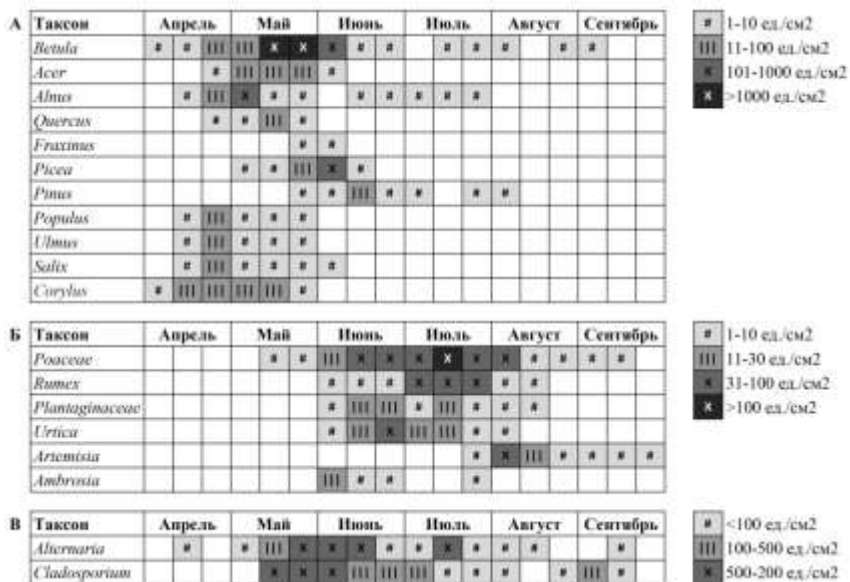 А Таксон Апрель Май Июнь Июль Август Сентябрь # 1-10 ед./см2
Betula # # ||| ||| × × × # # # # # # # ||| 11-100 ед./см2
Acer # ||| ||| ||| # × 101-1000 ед./см2
Alnus # ||| × # # # # # # # × >1000 ед./см2
Quercus # # ||| #
Fraxinus # #
Picea # # ||| × #
Pinus # # ||| # # # #
Populus # ||| # # #
Ulmus # ||| # # #
Salix # ||| # # # #
Corylus # ||| ||| ||| ||| #
Б Таксон Апрель Май Июнь Июль Август Сентябрь # 1-10 ед./см2
Poaceae # # ||| × × × × × × # # # # ||| 11-30 ед./см2
Rumex # # # × × × # # × 31-100 ед./см2
Plantaginaceae # ||| ||| # ||| # # # × >100 ед./см2
Urtica # ||| × ||| ||| # #
Artemisia # × ||| # # # #
Ambrosia ||| # # #
В Таксон Апрель Май Июнь Июль Август Сентябрь # <100 ед./см2
Alternaria # # ||| × × × # # × # # # # ||| 100-500 ед./см2
Cladosporium × × × ||| ||| ||| # # # # ||| # × 500-200 ед./см2